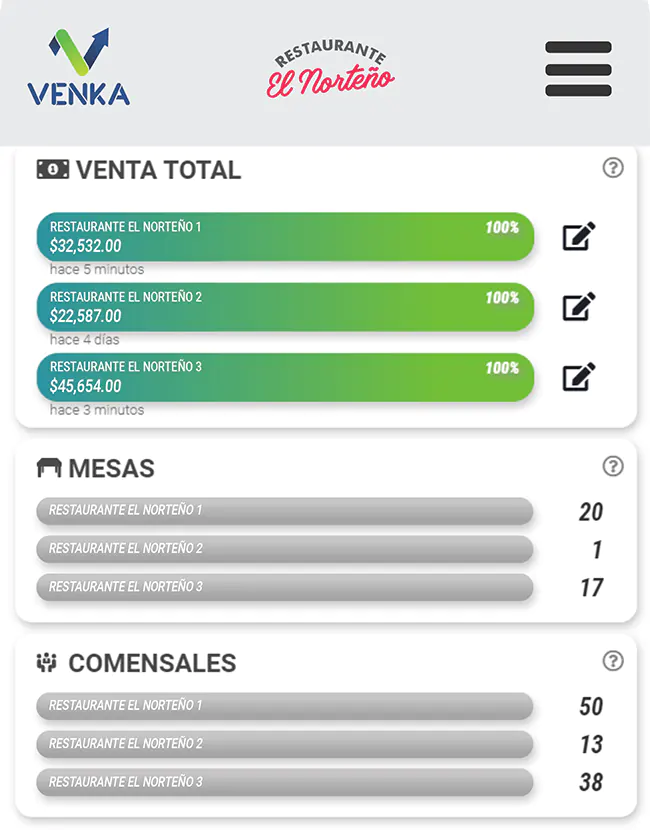 VENKA
RESTAURANTE
El Norteño
VENTA TOTAL
?
RESTAURANTE EL NORTEÑO 1
100%
$32,532.00
hace 5 minutos
RESTAURANTE EL NORTEÑO 2
100%
$22,587.00
hace 4 días
RESTAURANTE EL NORTEÑO 3
100%
$45,654.00
hace 3 minutos
MESAS
?
RESTAURANTE EL NORTEÑO 1
20
RESTAURANTE EL NORTEÑO 2
1
RESTAURANTE EL NORTEÑO 3
17
COMENSALES
?
RESTAURANTE EL NORTEÑO 1
50
RESTAURANTE EL NORTEÑO 2
13
RESTAURANTE EL NORTEÑO 3
38